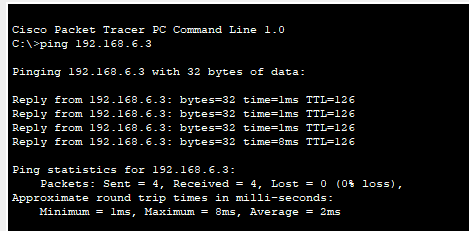 Cisco Packet Tracer PC Command Line 1.0
C:\>ping 192.168.6.3
Pinging 192.168.6.3 with 32 bytes of data:
Reply from 192.168.6.3: bytes=32 time=1ms TTL=126
Reply from 192.168.6.3: bytes=32 time=1ms TTL=126
Reply from 192.168.6.3: bytes=32 time=1ms TTL=126
Reply from 192.168.6.3: bytes=32 time=8ms TTL=126
Ping statistics for 192.168.6.3:
Packets: Sent = 4, Received = 4, Lost = 0 (0% loss),
Approximate round trip times in milli-seconds:
Minimum = 1ms, Maximum = 8ms, Average = 2ms